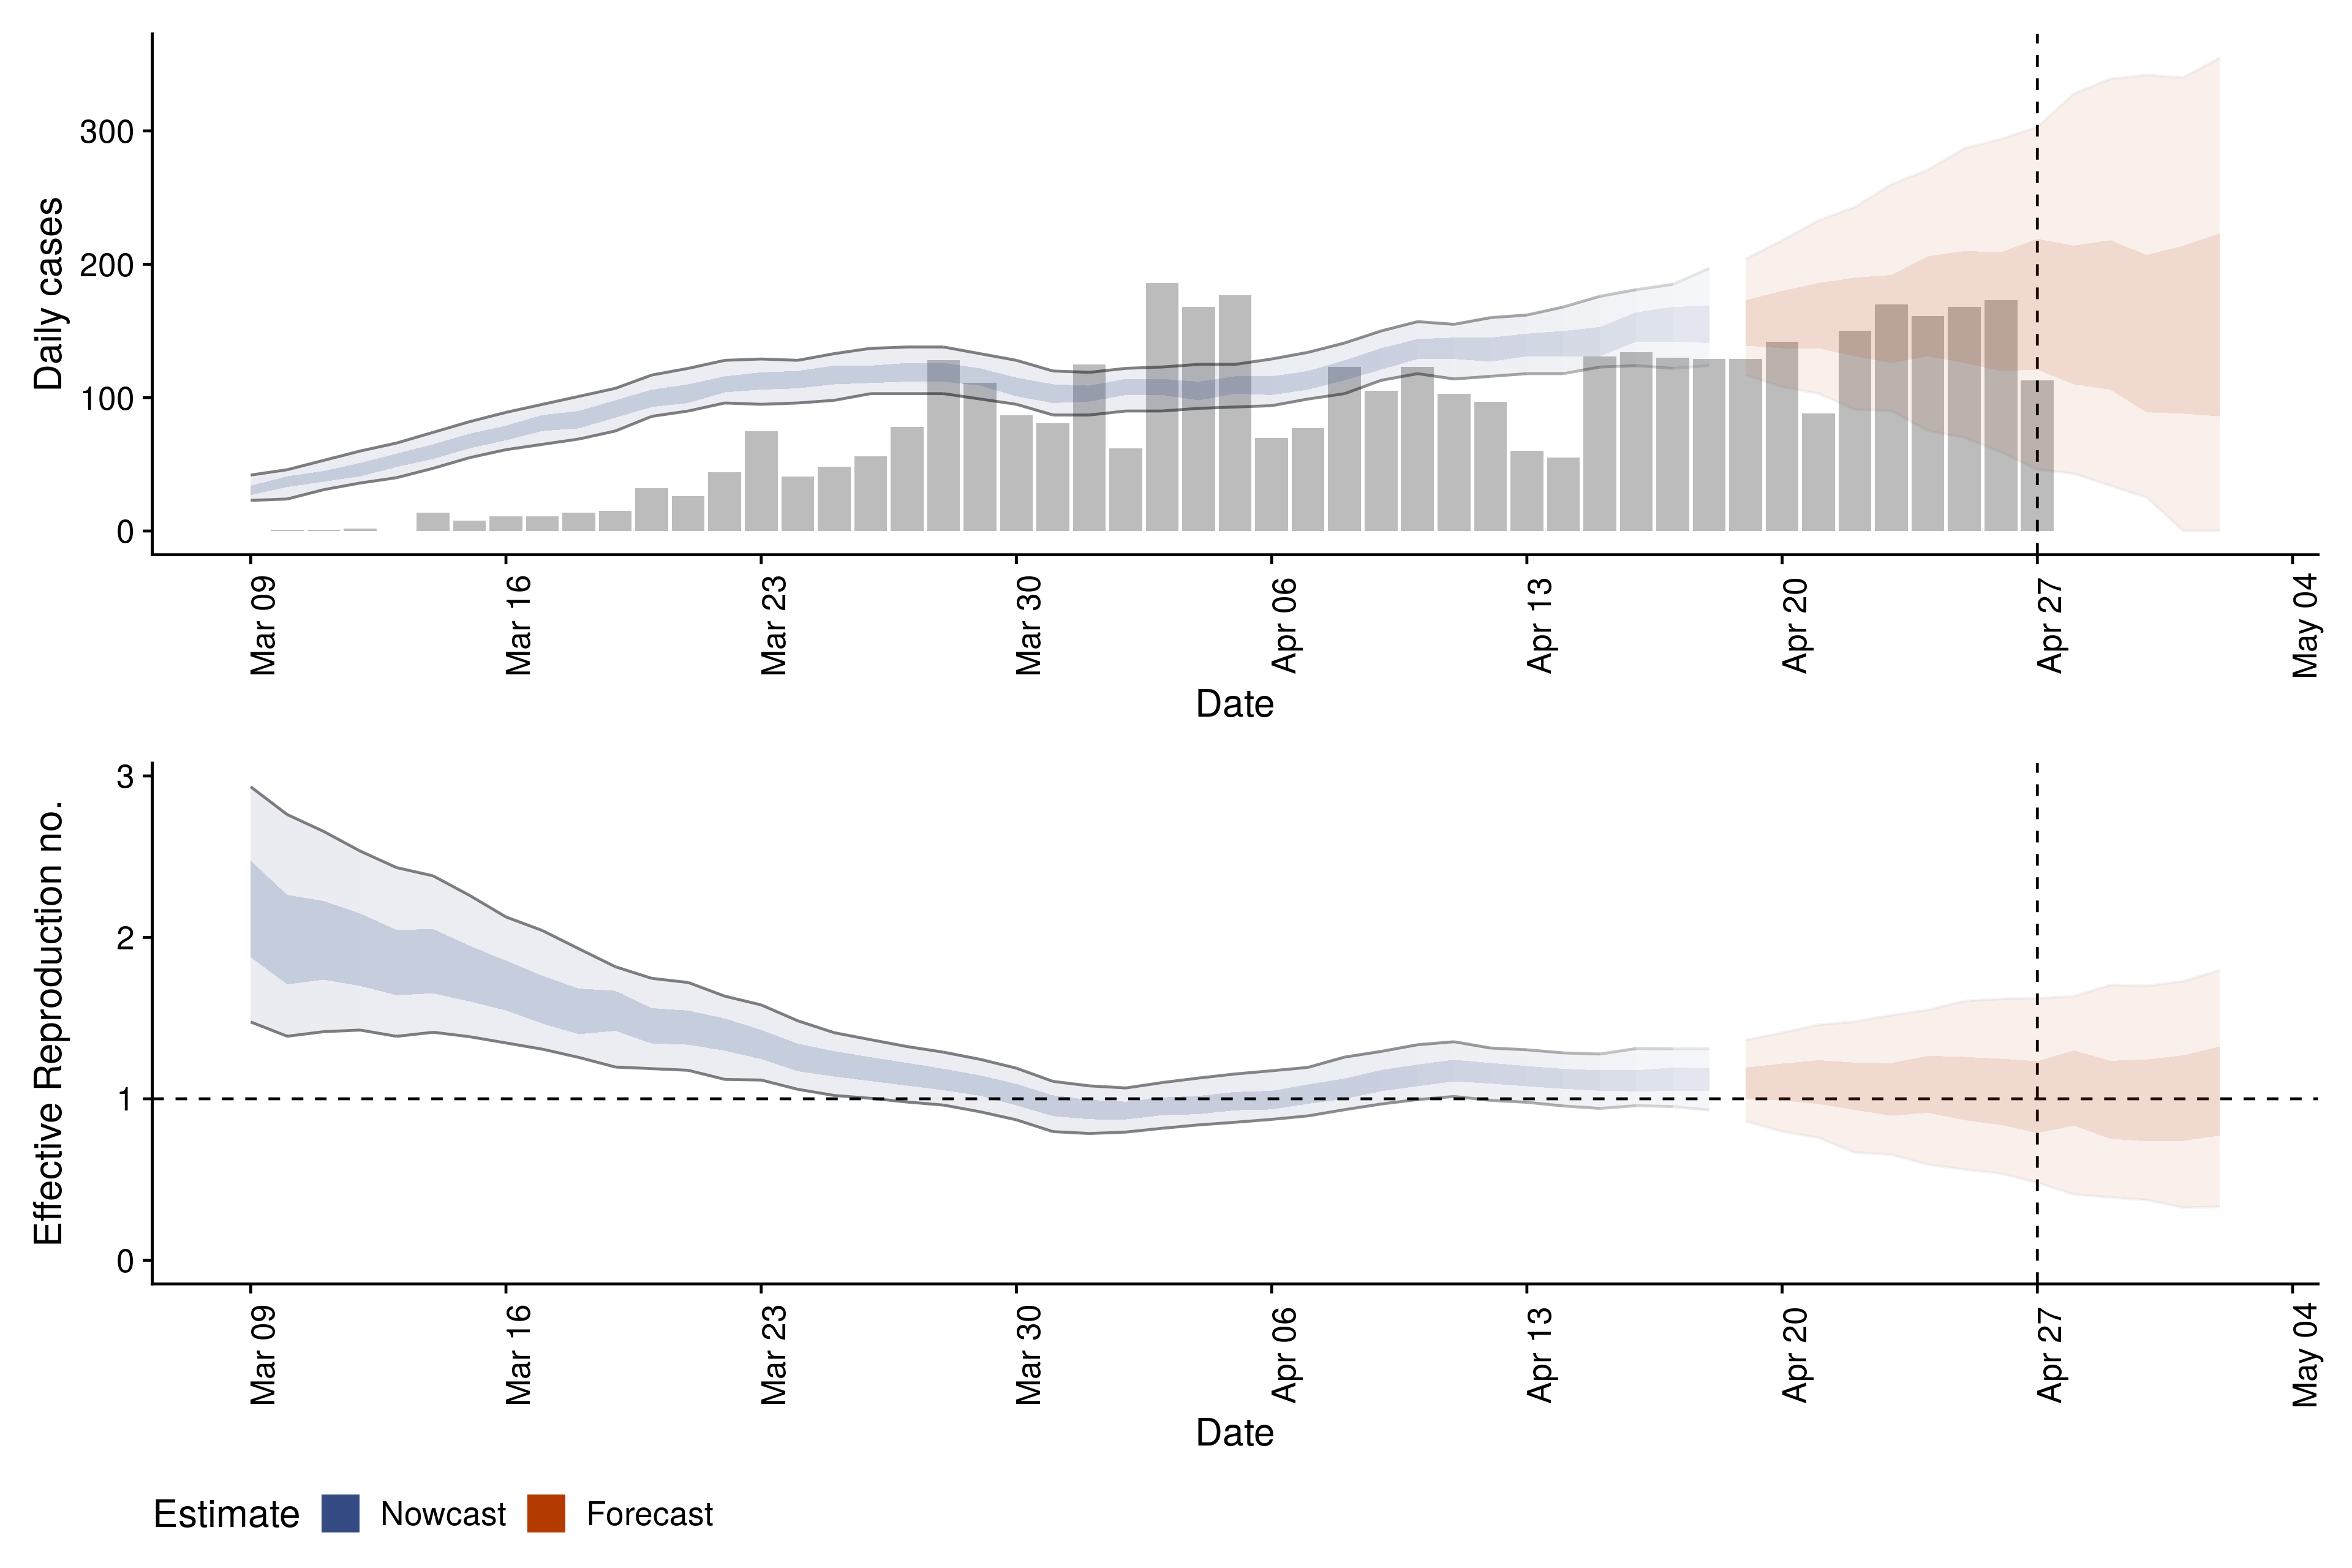 Daily cases
300
200
100
0
Mar 09
Mar 16
Mar 23
Mar 30
Apr 06
Apr 13
Apr 20
Apr 27
May 04
Date
Effective Reproduction no.
3
2
1
0
Mar 09
Mar 16
Mar 23
Mar 30
Apr 06
Apr 13
Apr 20
Apr 27
May 04
Date
Estimate Nowcast Forecast